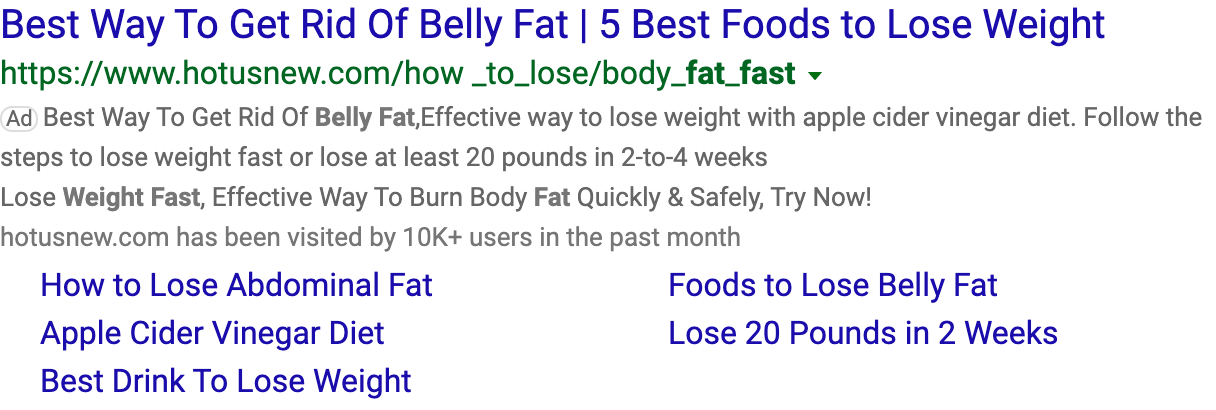 Best Way To Get Rid Of Belly Fat | 5 Best Foods to Lose Weight
https://www.hotusnew.com/how _to_lose/body_fat_fast
Ad Best Way To Get Rid Of Belly Fat,Effective way to lose weight with apple cider vinegar diet. Follow the
steps to lose weight fast or lose at least 20 pounds in 2-to-4 weeks
Lose Weight Fast, Effective Way To Burn Body Fat Quickly & Safely, Try Now!
hotusnew.com has been visited by 10K+ users in the past month
How to Lose Abdominal Fat Foods to Lose Belly Fat
Apple Cider Vinegar Diet Lose 20 Pounds in 2 Weeks
Best Drink To Lose Weight